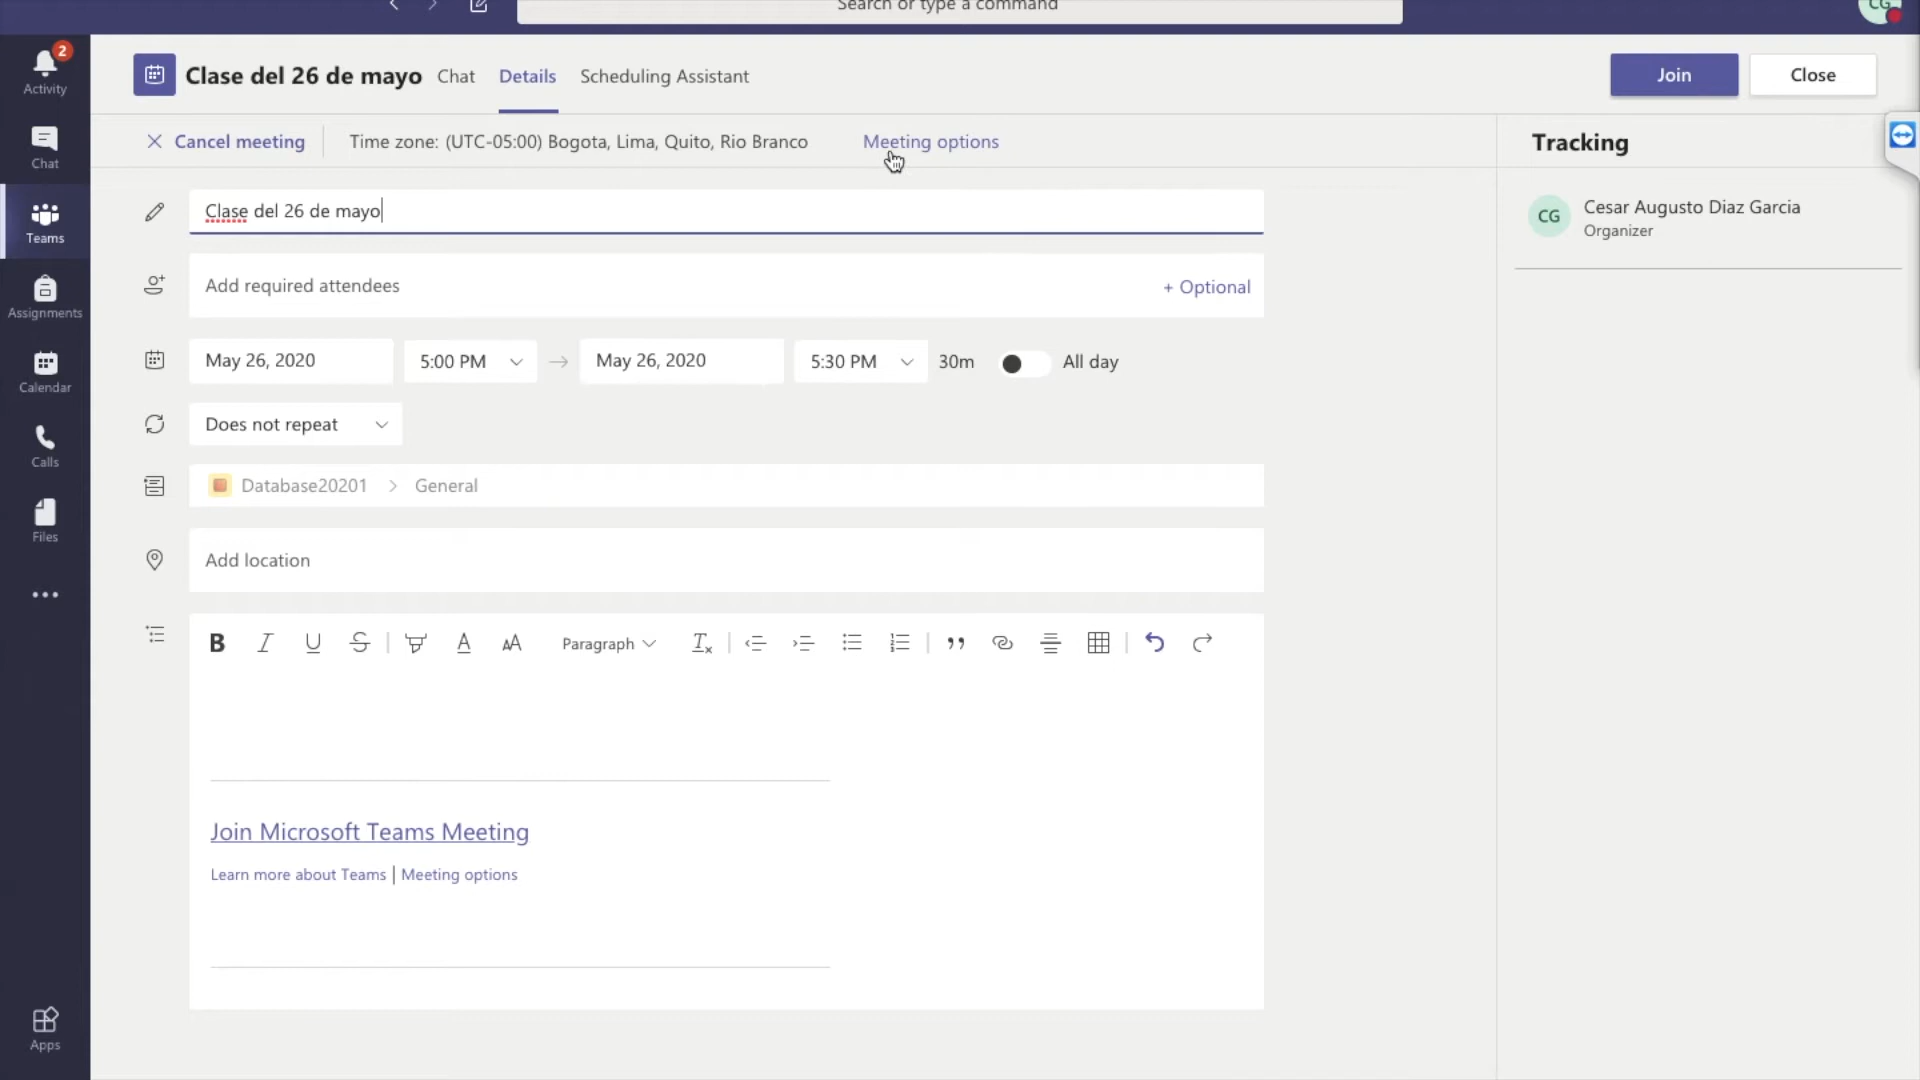 Search or type a command
CG
2
Activity
Chat
Teams
Assignments
Calendar
Calls
Files
Apps
Clase del 26 de mayo
Chat
Details
Scheduling Assistant
Join
Close
Cancel meeting
Time zone: (UTC-05:00) Bogota, Lima, Quito, Rio Branco
Meeting options
Tracking
Clase del 26 de mayo
CG
Cesar Augusto Diaz Garcia
Organizer
Add required attendees
+ Optional
May 26, 2020
5:00 PM
May 26, 2020
5:30 PM
30m
All day
Does not repeat
Database20201 > General
Add location
B I U S A AA Paragraph
Join Microsoft Teams Meeting
Learn more about Teams | Meeting options